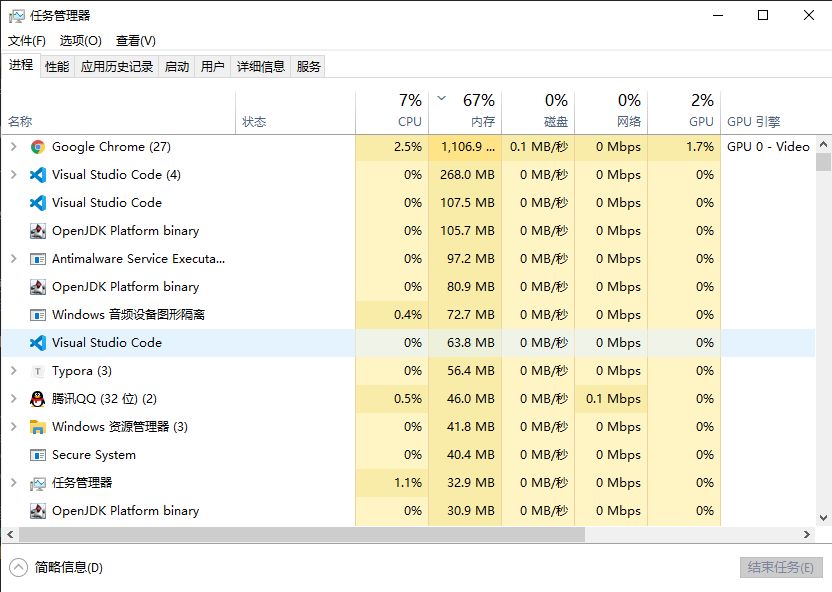 任务管理器
文件(F) 选项(O) 查看(V)
进程 性能 应用历史记录 启动 用户 详细信息 服务
7% 67% 0% 0% 2%
名称 状态 CPU 内存 磁盘 网络 GPU GPU 引擎
Google Chrome (27) 2.5% 1,106.9 ... 0.1 MB/秒 0 Mbps 1.7% GPU 0 - Video
Visual Studio Code (4) 0% 268.0 MB 0 MB/秒 0 Mbps 0%
Visual Studio Code 0% 107.5 MB 0 MB/秒 0 Mbps 0%
OpenJDK Platform binary 0% 105.7 MB 0 MB/秒 0 Mbps 0%
Antimalware Service Executa... 0% 97.2 MB 0 MB/秒 0 Mbps 0%
OpenJDK Platform binary 0% 80.9 MB 0 MB/秒 0 Mbps 0%
Windows 音频设备图形隔离 0.4% 72.7 MB 0 MB/秒 0 Mbps 0%
Visual Studio Code 0% 63.8 MB 0 MB/秒 0 Mbps 0%
T Typora (3) 0% 56.4 MB 0 MB/秒 0 Mbps 0%
腾讯QQ (32 位) (2) 0.5% 46.0 MB 0 MB/秒 0.1 Mbps 0%
Windows 资源管理器 (3) 0% 41.8 MB 0 MB/秒 0 Mbps 0%
Secure System 0% 40.4 MB 0 MB/秒 0 Mbps 0%
任务管理器 1.1% 32.9 MB 0 MB/秒 0 Mbps 0%
OpenJDK Platform binary 0% 30.9 MB 0 MB/秒 0 Mbps 0%
简略信息(D) 结束任务(E)